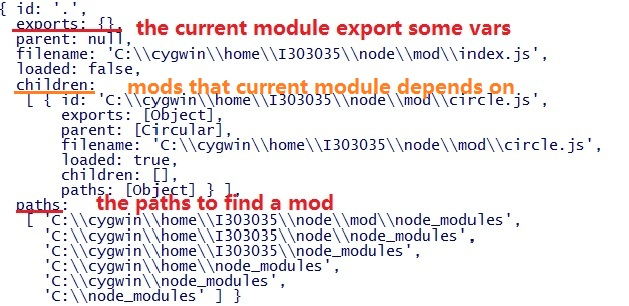 { id: '.',
exports: {}, the current module export some vars
parent: null,
filename: 'C:\\cygwin\\home\\I303035\\node\\mod\\index.js',
loaded: false,
children: mods that current module depends on
[ { id: 'C:\\cygwin\\home\\I303035\\node\\mod\\circle.js',
exports: [Object],
parent: [Circular],
filename: 'C:\\cygwin\\home\\I303035\\node\\mod\\circle.js',
loaded: true,
children: [],
paths: [Object] } ],
paths: the paths to find a mod
[ 'C:\\cygwin\\home\\I303035\\node\\mod\\node_modules',
'C:\\cygwin\\home\\I303035\\node\\node_modules',
'C:\\cygwin\\home\\I303035\\node_modules',
'C:\\cygwin\\home\\node_modules',
'C:\\cygwin\\node_modules',
'C:\\node_modules' ] }